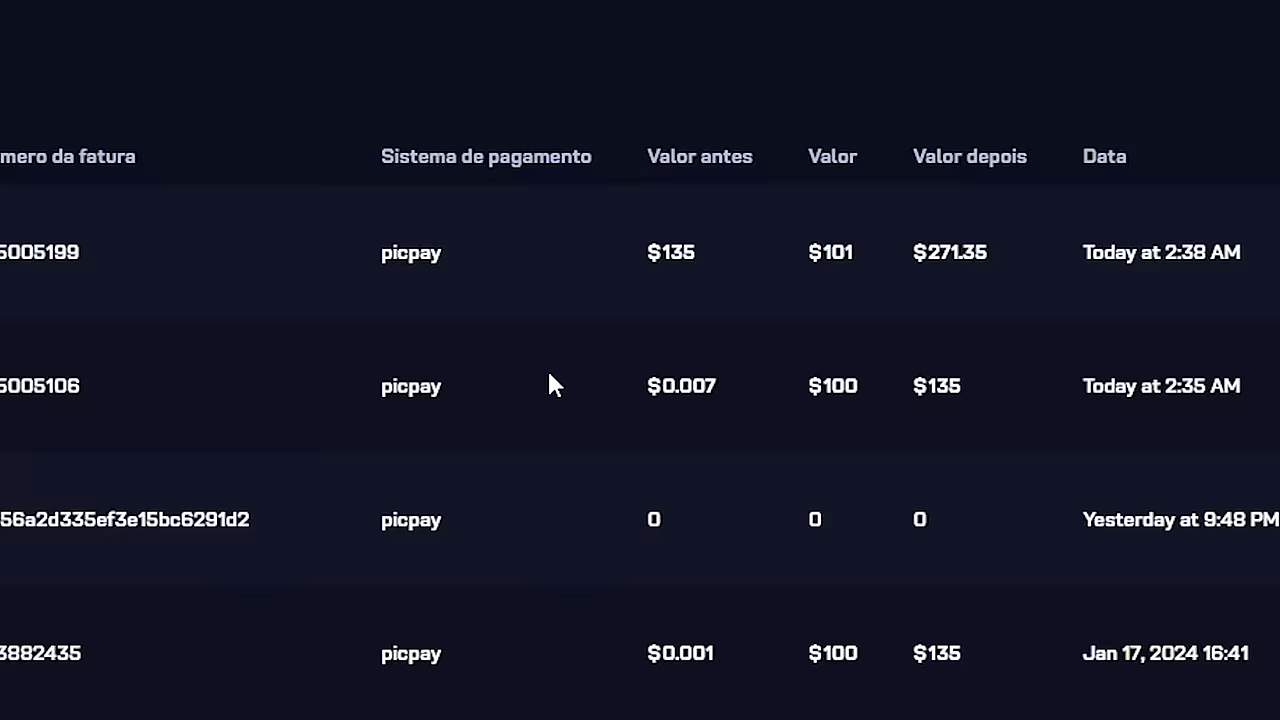 mero da fatura Sistema de pagamento Valor antes Valor Valor depois Data
5005199 picpay $135 $101 $271.35 Today at 2:38 AM
5005106 picpay $0.007 $100 $135 Today at 2:35 AM
56a2d335ef3e15bc6291d2 picpay 0 0 0 Yesterday at 9:48 PM
3882435 picpay $0.001 $100 $135 Jan 17, 2024 16:41